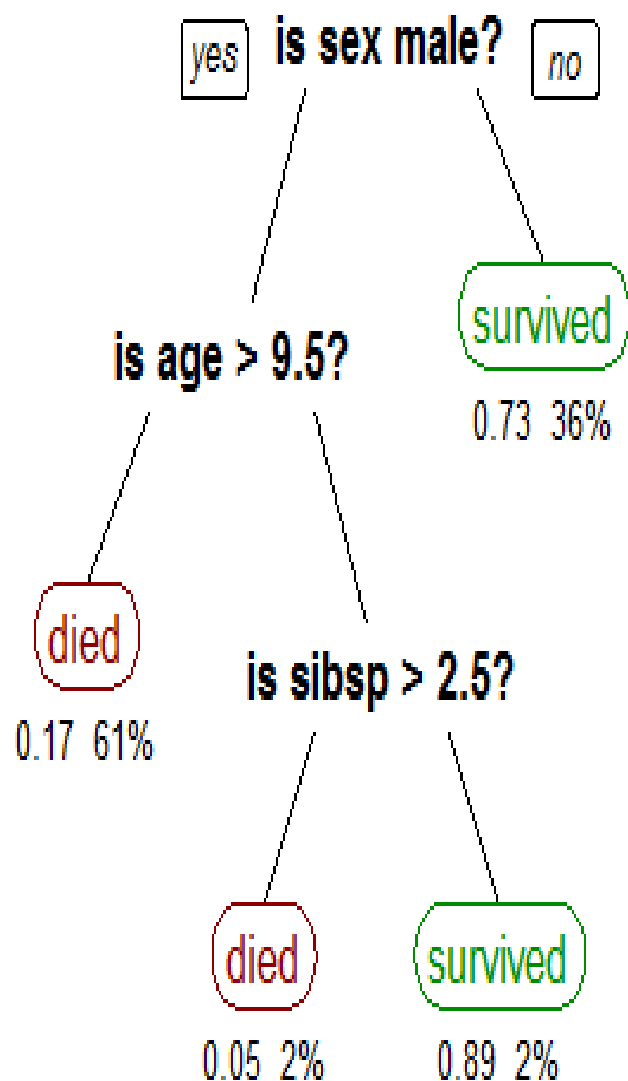 yes is sex male? no
survived
0.73 36%
is age > 9.5?
died
0.17 61%
is sibsp > 2.5?
died survived
0.05 2% 0.89 2%